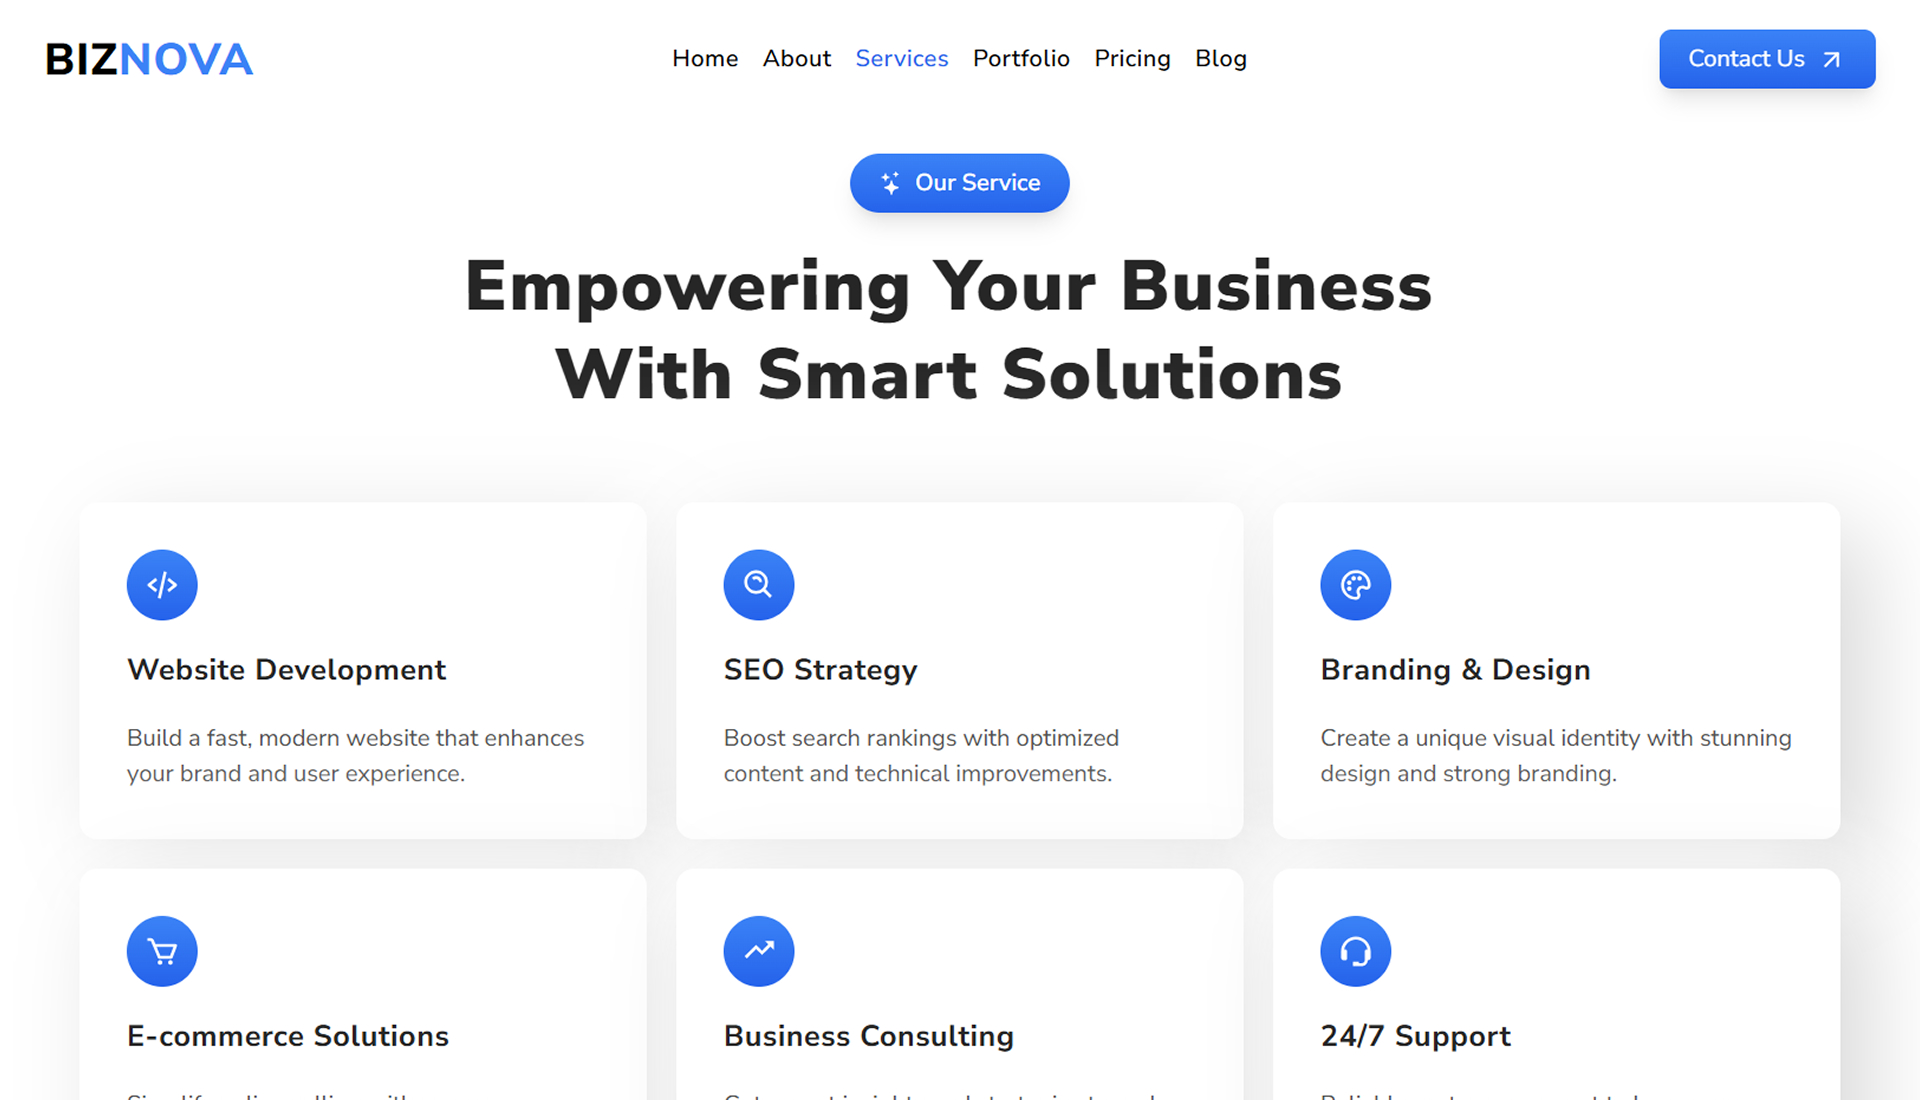 BIZNOVA
Home About Services Portfolio Pricing Blog
Contact Us
Our Service
Empowering Your Business
With Smart Solutions
Website Development
Build a fast, modern website that enhances
your brand and user experience.
SEO Strategy
Boost search rankings with optimized
content and technical improvements.
Branding & Design
Create a unique visual identity with stunning
design and strong branding.
E-commerce Solutions
Business Consulting
24/7 Support